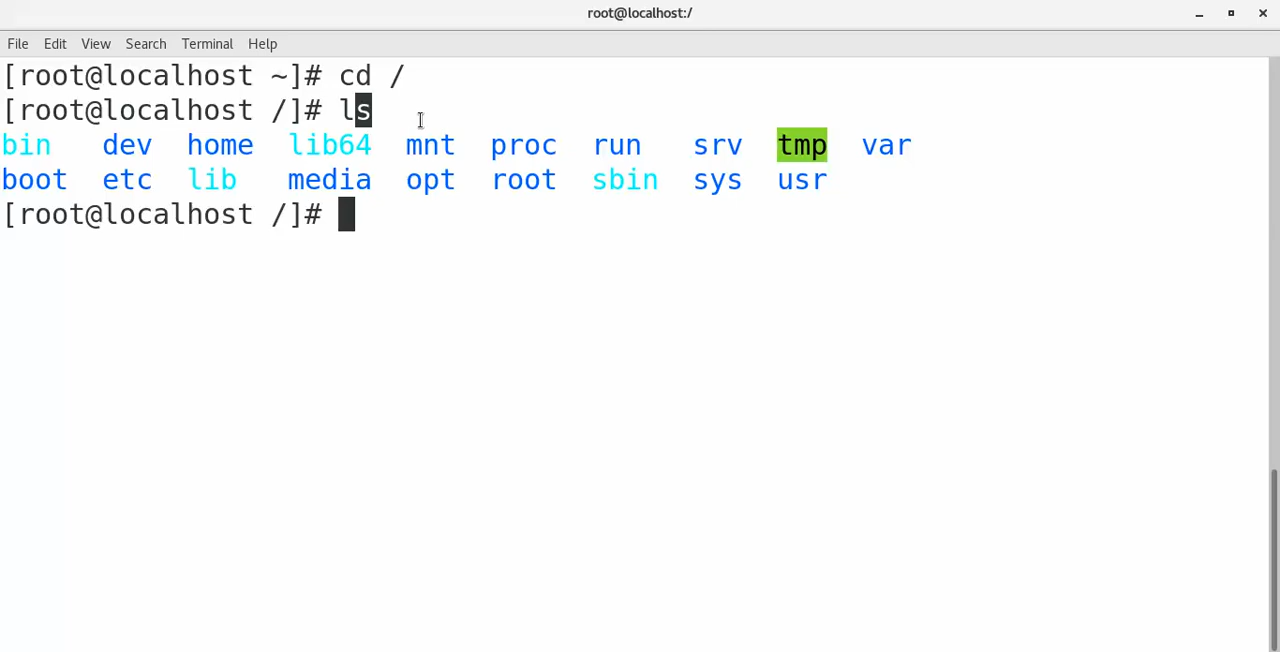 root@localhost:/
File Edit View Search Terminal Help
[root@localhost ~]# cd /
[root@localhost /]# ls
bin dev home lib64 mnt proc run srv tmp var
boot etc lib media opt root sbin sys usr
[root@localhost /]#